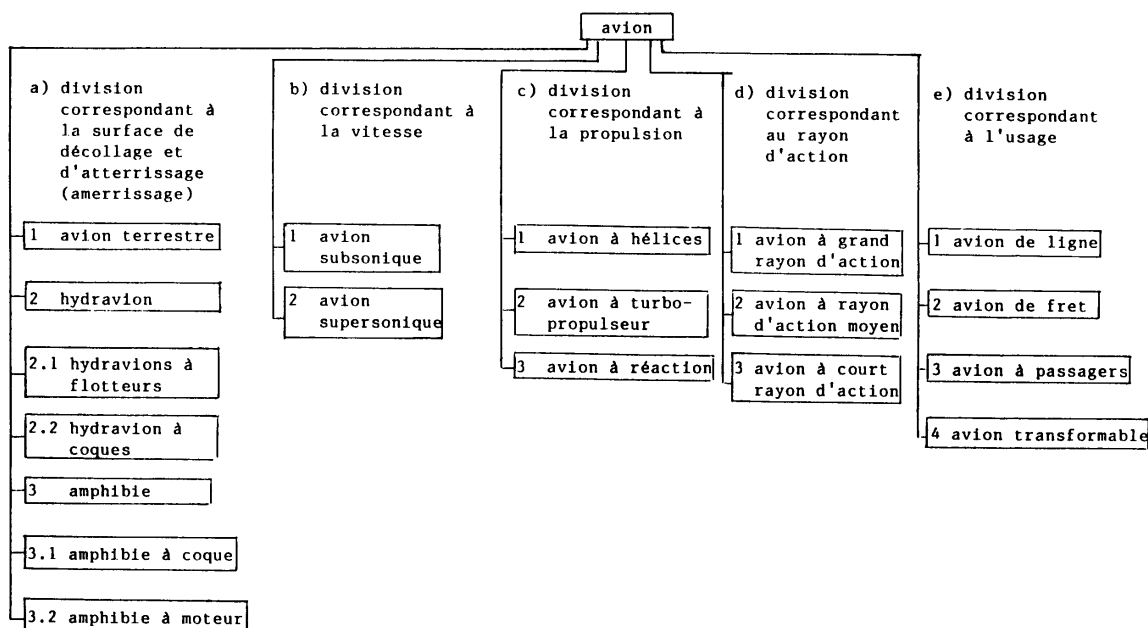 avion
a) division
correspondant à
la surface de
décollage et
d'atterrissage
(amerrissage)
1 avion terrestre
2 hydravion
2.1 hydravions à
flotteurs
2.2 hydravion à
coques
3 amphibie
3.1 amphibie à coque
3.2 amphibie à moteur
b) division
correspondant à
la vitesse
1 avion
subsonique
2 avion
supersonique
c) division
correspondant à
la propulsion
1 avion à hélices
2 avion à turbo-
propulseur
3 avion à réaction
d) division
correspondant
au rayon
d'action
1 avion à grand
rayon d'action
2 avion à rayon
d'action moyen
3 avion à court
rayon d'action
e) division
correspondant
à l'usage
1 avion de ligne
2 avion de fret
3 avion à passagers
4 avion transformable